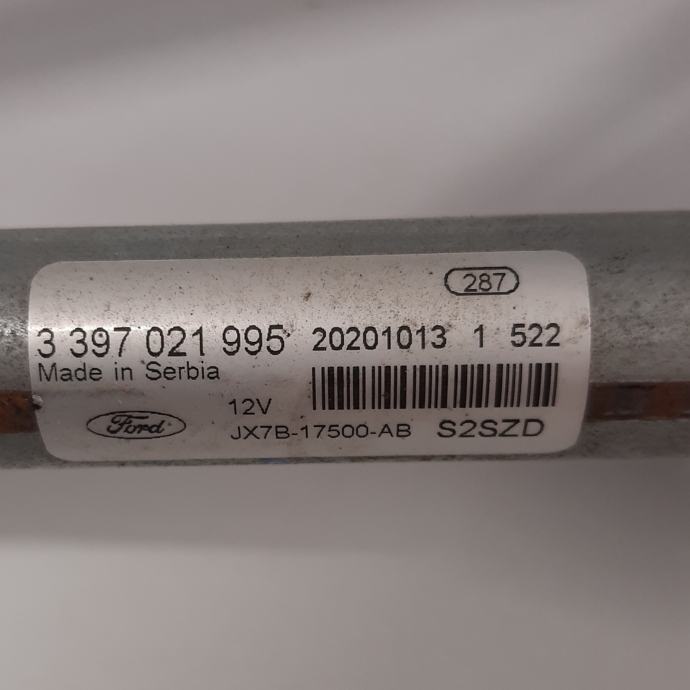 287
3 397 021 995 20201013 1 522
Made in Serbia
12V
Ford JX7B-17500-AB S2SZD